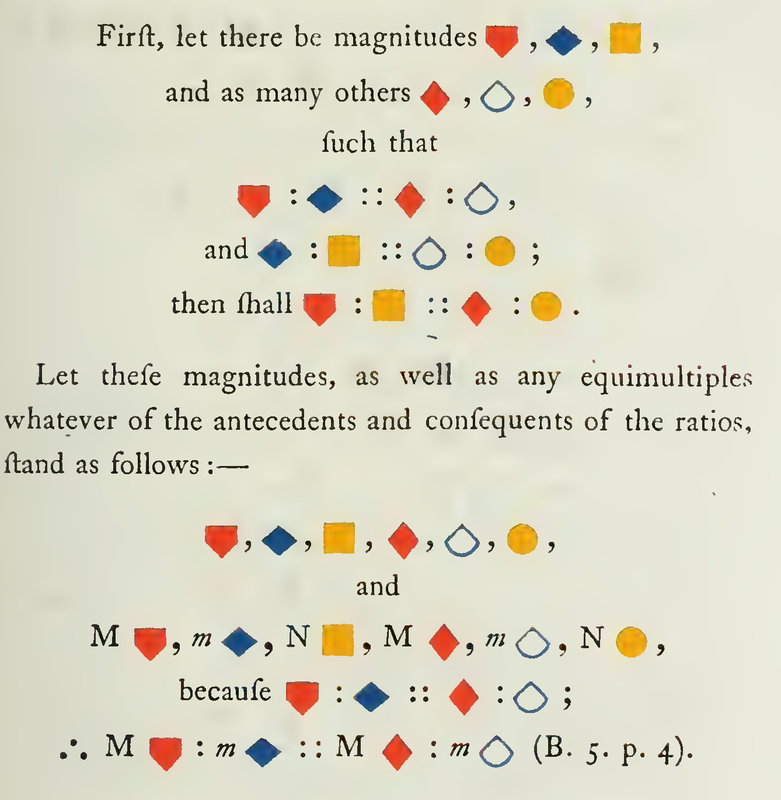 Firſt, let there be magnitudes , , ,
and as many others , , ,
ſuch that
: :: : ,
and : :: : ;
then ſhall : :: : .
Let theſe magnitudes, as well as any equimultiples
whatever of the antecedents and conſequents of the ratios,
ſtand as follows :—
, , , , , ,
and
M , m , N , M , m , N ,
becauſe : :: : ;
∴ M : m :: M : m (B. 5. p. 4).